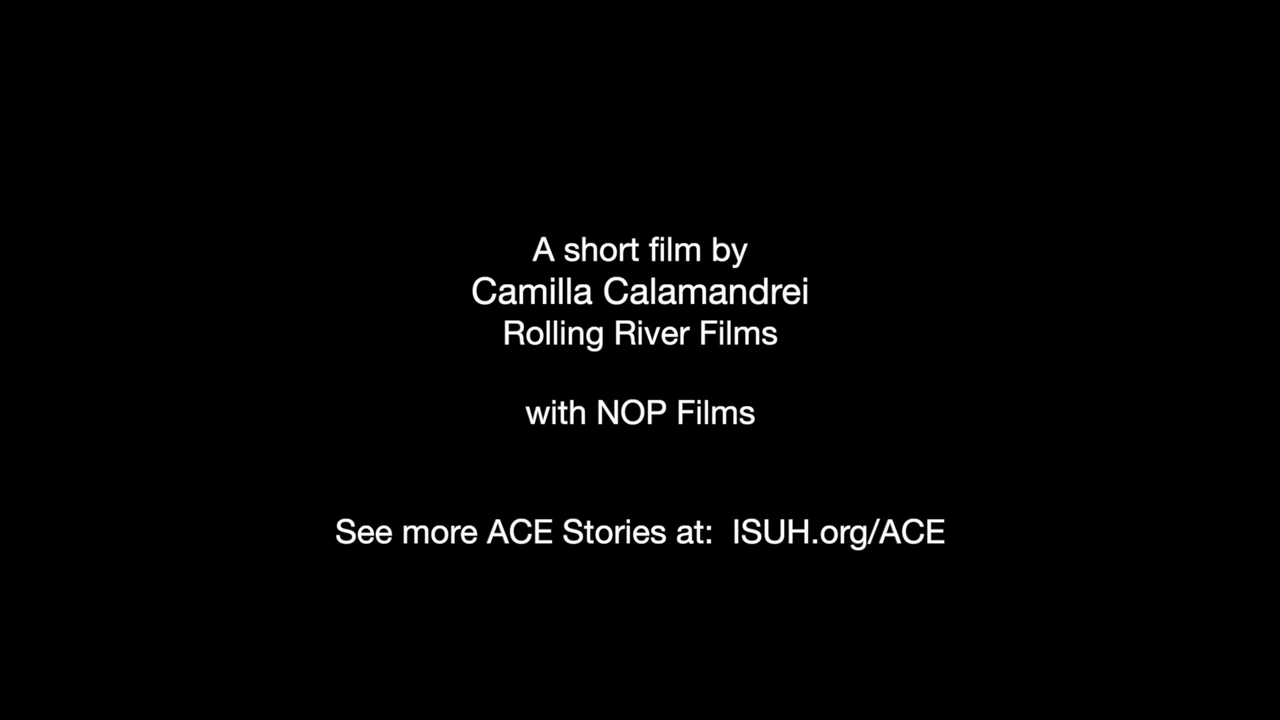 A short film by
Camilla Calamandrei
Rolling River Films
with NOP Films
See more ACE Stories at: ISUH.org/ACE